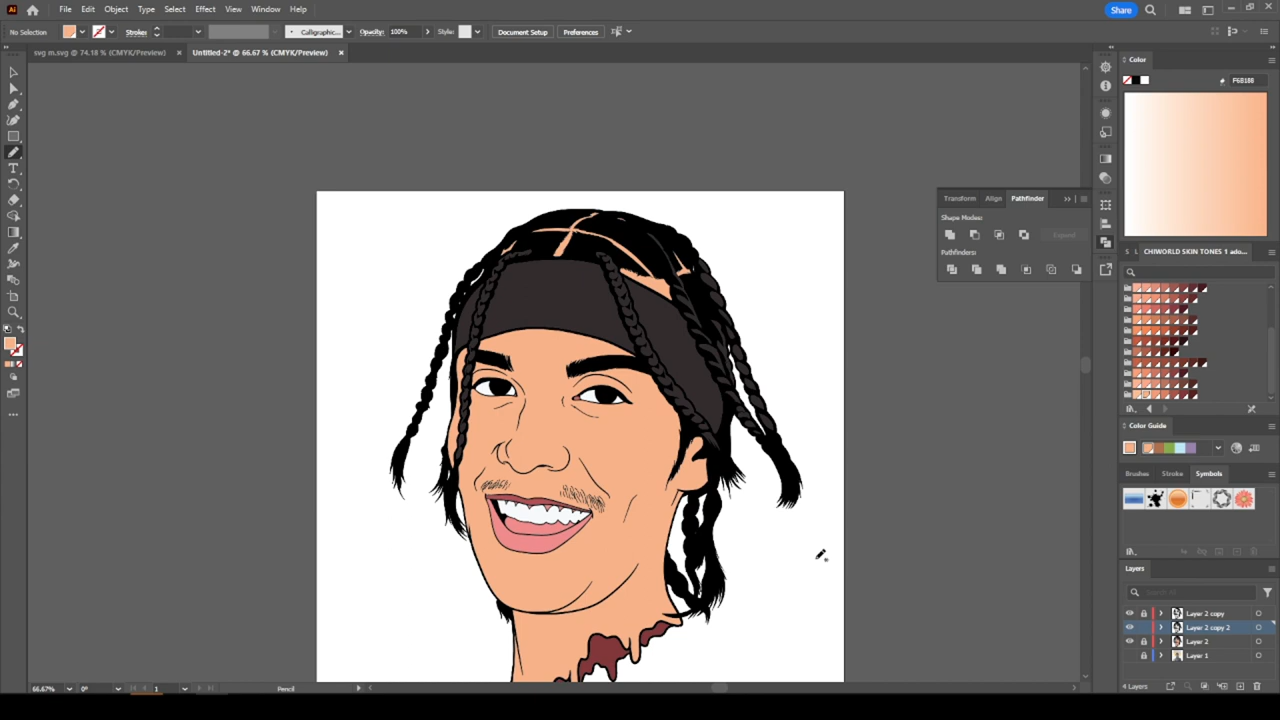 Ai File Edit Object Type Select Effect View Window Help Share
No Selection Stroke: Calligraphic... Opacity: 100% Style: Document Setup Preferences
svg m.svg @ 74.18 % (CMYK/Preview) × Untitled-2* @ 66.67 % (CMYK/Preview) ×
Color
F6B188
Transform Align Pathfinder
Shape Modes:
Expand
Pathfinders:
S L CHIWORLD SKIN TONES 1 ado...
Color Guide
Brushes Stroke Symbols
Layers
Layer 2 copy
Layer 2 copy 2
Layer 2
Layer 1
66.67% 0° 1 Pencil 4 Layers